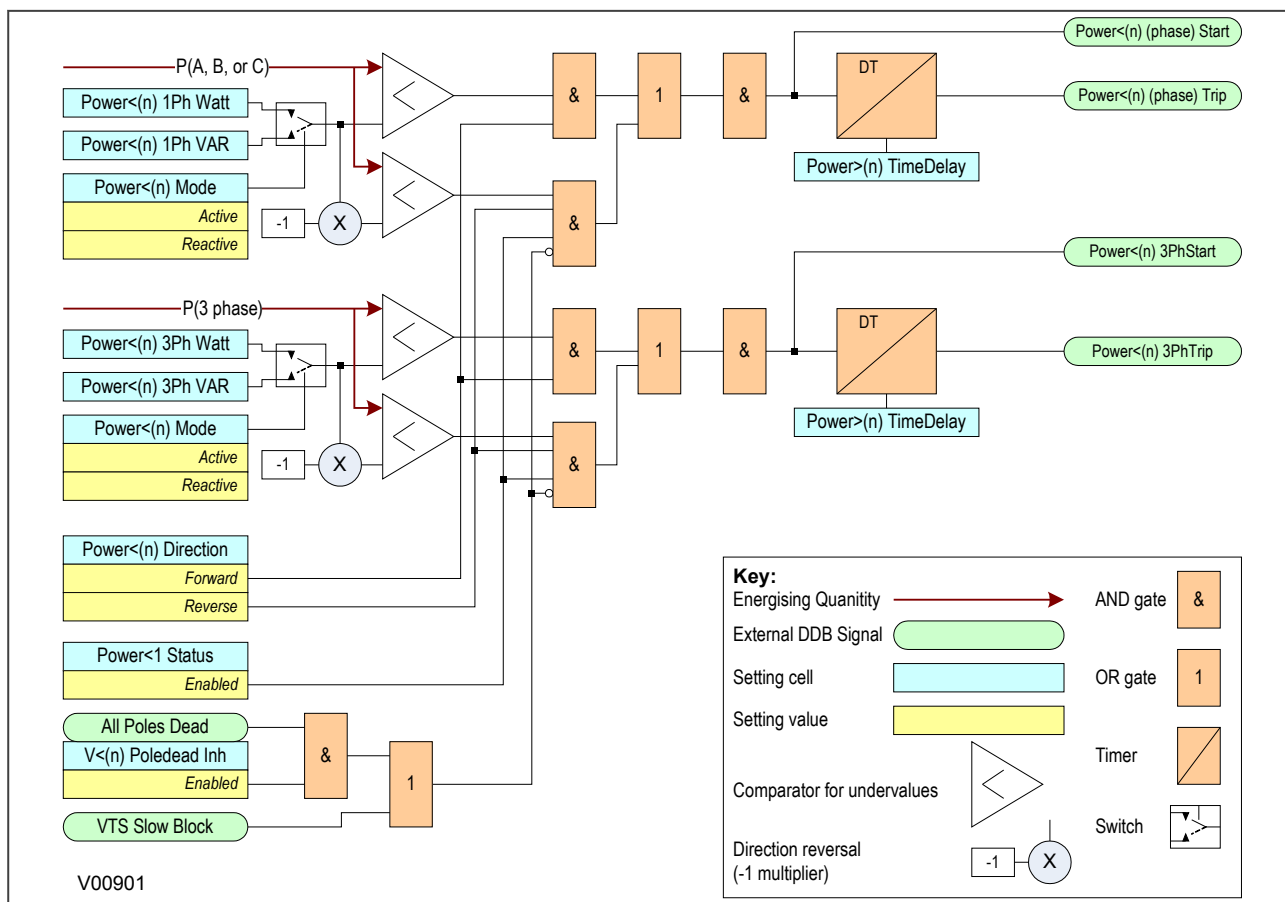 P(A, B, or C)
Power<(n) 1Ph Watt
Power<(n) 1Ph VAR
Power<(n) Mode
Active
Reactive
-1
X
&
&
1
&
DT
Power>(n) TimeDelay
Power<(n) (phase) Start
Power<(n) (phase) Trip
P(3 phase)
Power<(n) 3Ph Watt
Power<(n) 3Ph VAR
Power<(n) Mode
Active
Reactive
-1
X
&
&
1
&
DT
Power>(n) TimeDelay
Power<(n) 3PhStart
Power<(n) 3PhTrip
Power<(n) Direction
Forward
Reverse
Power<1 Status
Enabled
All Poles Dead
V<(n) Poledead Inh
Enabled
VTS Slow Block
&
1
V00901
Key:
Energising Quanitity
External DDB Signal
Setting cell
Setting value
Comparator for undervalues
Direction reversal
(-1 multiplier)
-1
X
AND gate
&
OR gate
1
Timer
Switch